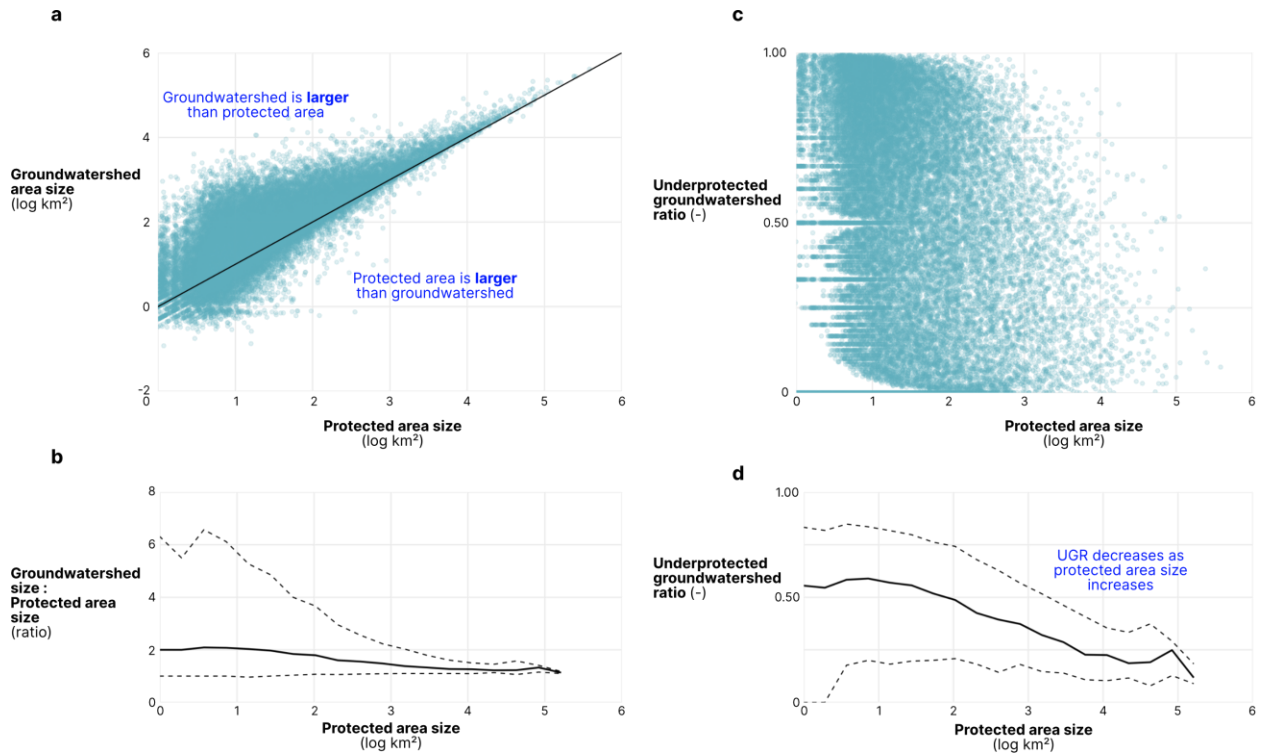 a
6
4
2
0
-2
Groundwatershed is larger
than protected area
Protected area is larger
than groundwatershed
Groundwatershed
area size
(log km²)
0 1 2 3 4 5 6
Protected area size
(log km²)
b
8
6
4
2
0
Groundwatershed
size :
Protected area
size
(ratio)
0 1 2 3 4 5 6
Protected area size
(log km²)
c
1.00
0.50
0
Underprotected
groundwatershed
ratio (-)
0 1 2 3 4 5 6
Protected area size
(log km²)
d
1.00
0.50
0
Underprotected
groundwatershed
ratio (-)
UGR decreases as
protected area size
increases
0 1 2 3 4 5 6
Protected area size
(log km²)